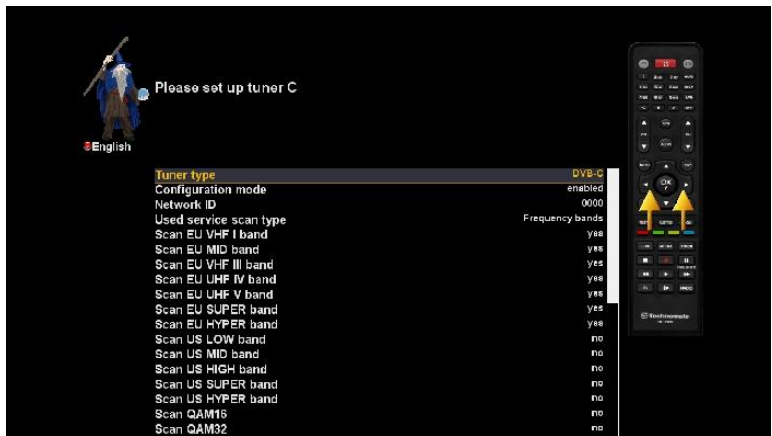 Please set up tuner C
English
Tuner type DVB-C
Configuration mode enabled
Network ID 0000
Used service scan type Frequency bands
Scan EU VHF I band yes
Scan EU MID band yes
Scan EU VHF III band yes
Scan EU UHF IV band yes
Scan EU UHF V band yes
Scan EU SUPER band yes
Scan EU HYPER band yes
Scan US LOW band no
Scan US MID band no
Scan US HIGH band no
Scan US SUPER band no
Scan US HYPER band no
Scan QAM16 no
Scan QAM32 no
OK
Technomate